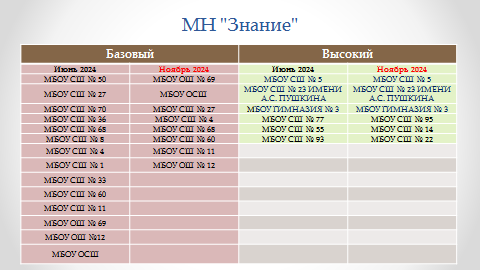 МН "Знание"
Базовый Высокий
Июнь 2024 Ноябрь 2024 Июнь 2024 Ноябрь 2024
МБОУ СШ № 50 МБОУ ОШ № 69 МБОУ СШ № 5 МБОУ СШ № 5
МБОУ СШ № 27 МБОУ ОСШ МБОУ СШ № 23 ИМЕНИ А.С. ПУШКИНА МБОУ СШ № 23 ИМЕНИ А.С. ПУШКИНА
МБОУ СШ № 70 МБОУ СШ № 27 МБОУ ГИМНАЗИЯ № 3 МБОУ ГИМНАЗИЯ № 3
МБОУ СШ № 36 МБОУ СШ № 4 МБОУ СШ № 77 МБОУ СШ № 95
МБОУ СШ № 68 МБОУ СШ № 68 МБОУ СШ № 55 МБОУ СШ № 14
МБОУ СШ № 8 МБОУ СШ № 60 МБОУ СШ № 93 МБОУ СШ № 22
МБОУ СШ № 4 МБОУ СШ № 11
МБОУ СШ № 1 МБОУ ОШ № 12
МБОУ СШ № 33
МБОУ СШ № 60
МБОУ СШ № 11
МБОУ ОШ № 69
МБОУ ОШ №12
МБОУ ОСШ